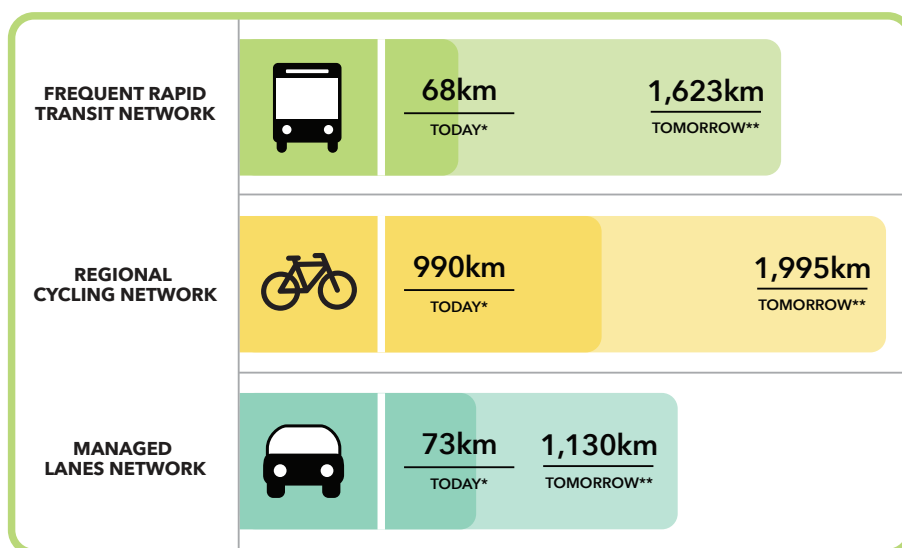 FREQUENT RAPID
TRANSIT NETWORK
68km
TODAY*
1,623km
TOMORROW**
REGIONAL
CYCLING NETWORK
990km
TODAY*
1,995km
TOMORROW**
MANAGED
LANES NETWORK
73km
TODAY*
1,130km
TOMORROW**